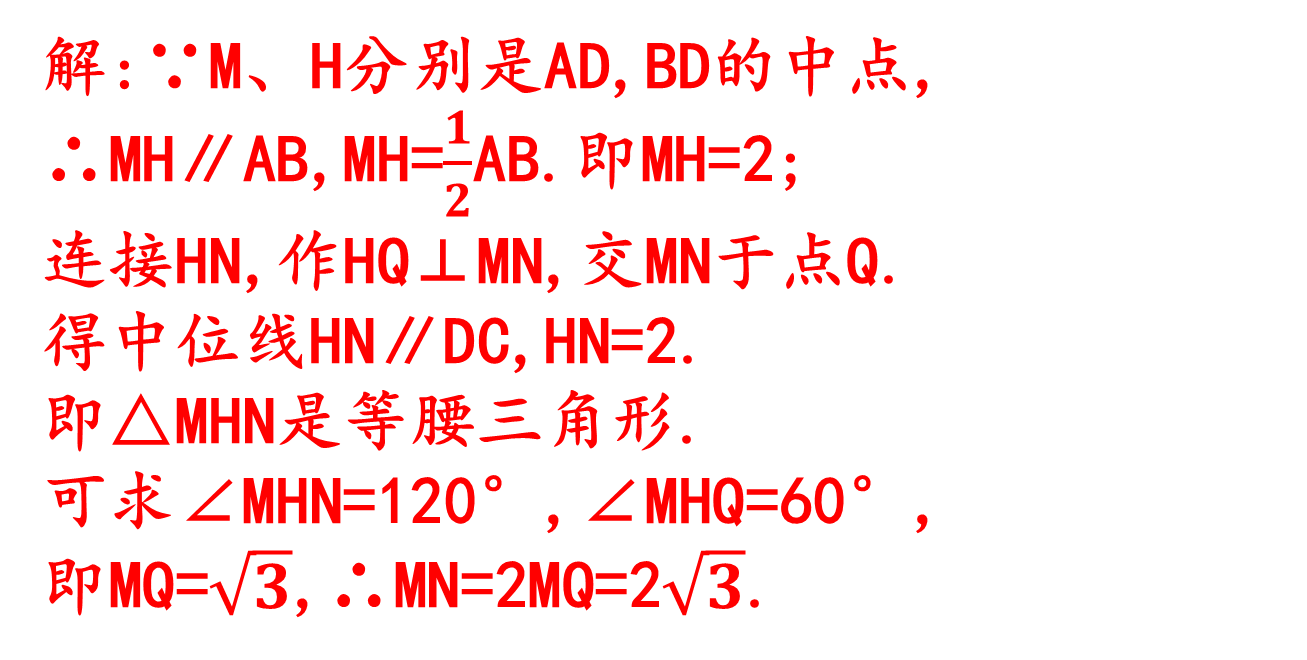 解:∵M、H分别是AD,BD的中点,
∴MH∥AB,MH=\frac{1}{2}AB.即MH=2;
连接HN,作HQ⊥MN,交MN于点Q.
得中位线HN∥DC,HN=2.
即△MHN是等腰三角形.
可求∠MHN=120°,∠MHQ=60°,
即MQ=√3,∴MN=2MQ=2√3.